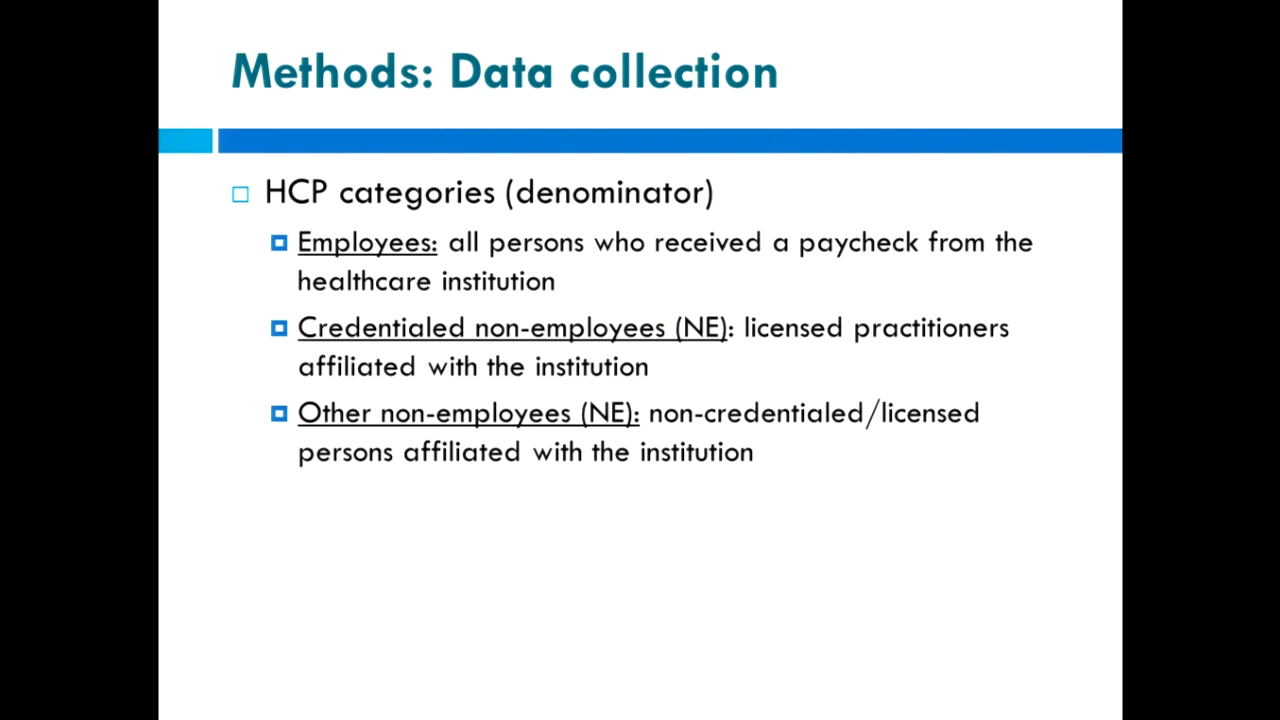 Methods: Data collection
HCP categories (denominator)
Employees: all persons who received a paycheck from the
healthcare institution
Credentialed non-employees (NE): licensed practitioners
affiliated with the institution
Other non-employees (NE): non-credentialed/licensed
persons affiliated with the institution